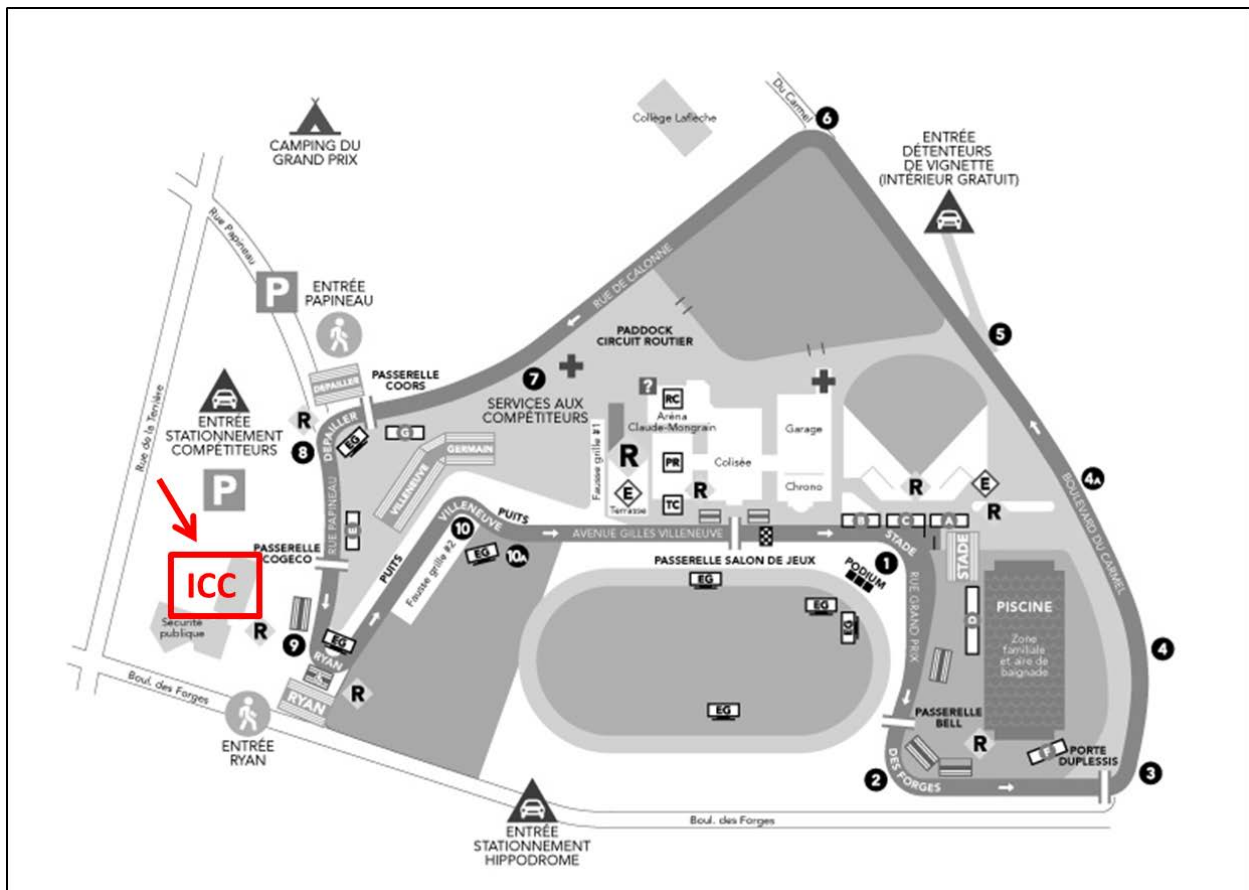 Du Carmel
6
Collège Laflèche
ENTRÉE
DÉTENTEURS
DE VIGNETTE
(INTÉRIEUR GRATUIT)
CAMPING DU
GRAND PRIX
Rue Papineau
P
ENTRÉE
PAPINEAU
RUE DE CALONNE
5
PADDOCK
CIRCUIT ROUTIER
DEPAILLER
PASSERELLE
COORS
7
SERVICES AUX
COMPÉTITEURS
?
RC
Aréna
Claude-Mongrain
Garage
Rue de la Terrière
ENTRÉE
STATIONNEMENT
COMPÉTITEURS
R
8
DEPAILLER
EG
G
GERMAIN
VILLENEUVE
Fausse grille #1
R
PR
Colisée
E
Terrasse
TC
R
Chrono
R
E
R
4A
BOULEVARD DU CARMEL
P
E
RUE PAPINEAU
VILLENEUVE
PUITS
10
AVENUE GILLES VILLENEUVE
B
C
A
STADE
STADE
PASSERELLE
COGECO
PUITS
Fausse grille #2
EG
10A
PASSERELLE SALON DE JEUX
EG
PODIUM
1
ICC
Sécurité
publique
R
9
EG
RYAN
RYAN
R
EG
EG
RUE GRAND PRIX
D
PISCINE
Zone
familiale
et aire de
baignade
4
Boul. des Forges
ENTRÉE
RYAN
EG
PASSERELLE
BELL
R
F
PORTE
DUPLESSIS
2
DES FORGES
3
ENTRÉE
STATIONNEMENT
HIPPODROME
Boul. des Forges